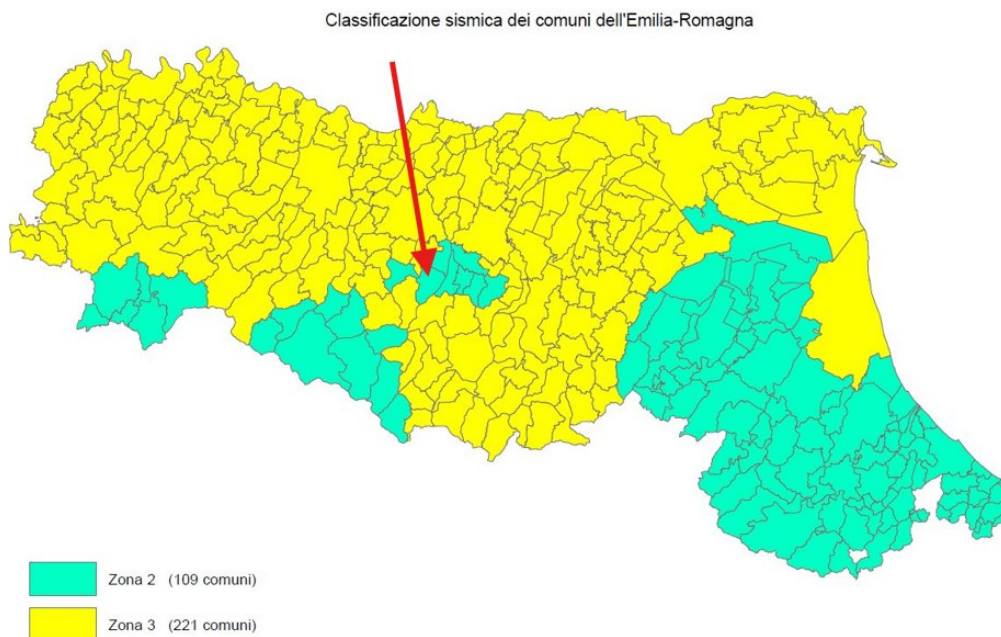 Classificazione sismica dei comuni dell'Emilia-Romagna
Zona 2 (109 comuni)
Zona 3 (221 comuni)